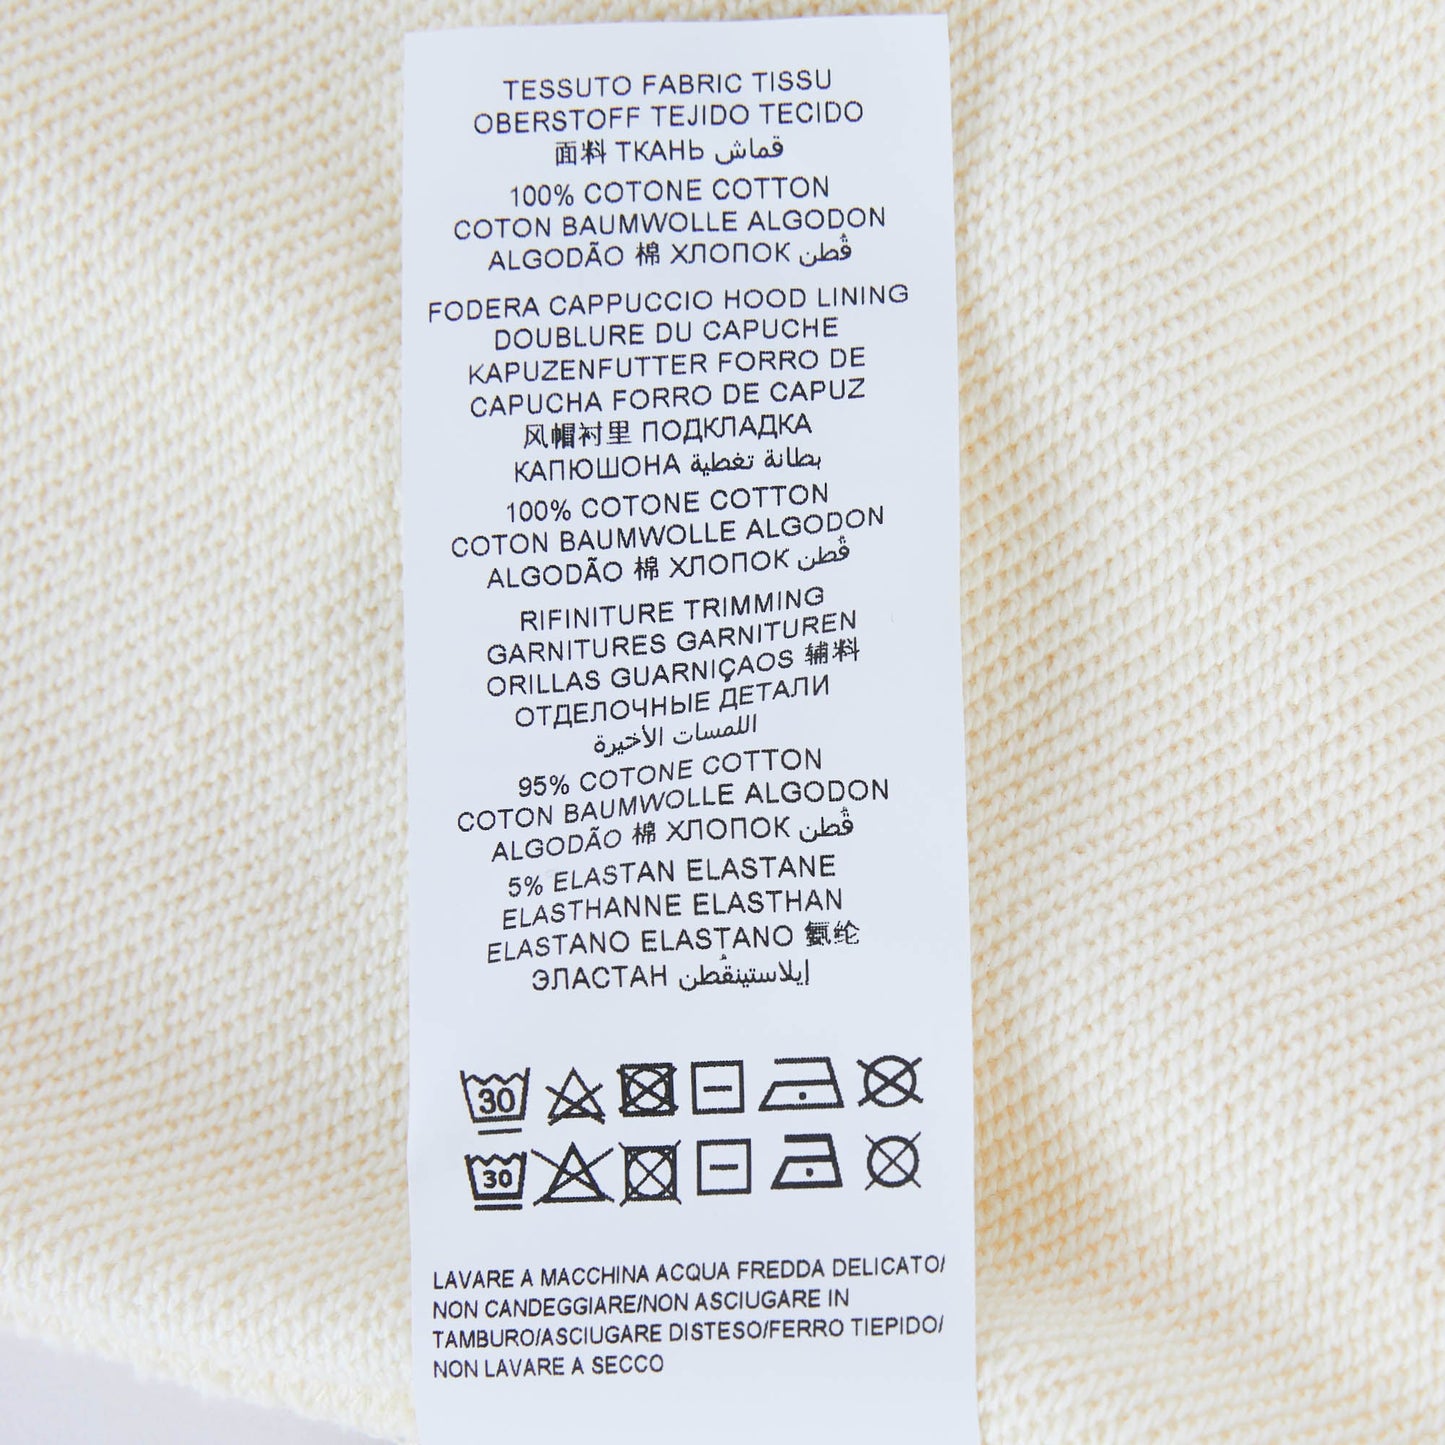 TESSUTO FABRIC TISSU
OBERSTOFF TEJIDO TECIDO
面料 ТКАНЬ قماش
100% COTONE COTTON
COTON BAUMWOLLE ALGODON
ALGODÃO 棉 ХЛОПОК قُطن
FODERA CAPPUCCIO HOOD LINING
DOUBLURE DU CAPUCHE
KAPUZENFUTTER FORRO DE
CAPUCHA FORRO DE CAPUZ
风帽衬里 ПОДКЛАДКА
КАПЮШОНА بطانة تغطية
100% COTONE COTTON
COTON BAUMWOLLE ALGODON
ALGODÃO 棉 ХЛОПОК قُطن
RIFINITURE TRIMMING
GARNITURES GARNITUREN
ORILLAS GUARNIÇAOS 辅料
ОТДЕЛОЧНЫЕ ДЕТАЛИ
اللمسات الأخيرة
95% COTONE COTTON
COTON BAUMWOLLE ALGODON
ALGODÃO 棉 ХЛОПОК قُطن
5% ELASTAN ELASTANE
ELASTHANNE ELASTHAN
ELASTANO ELASTANO 氨纶
ЭЛАСТАН إيلاستينقُطن
30
30
LAVARE A MACCHINA ACQUA FREDDA DELICATO/
NON CANDEGGIARE/NON ASCIUGARE IN
TAMBURO/ASCIUGARE DISTESO/FERRO TIEPIDO/
NON LAVARE A SECCO